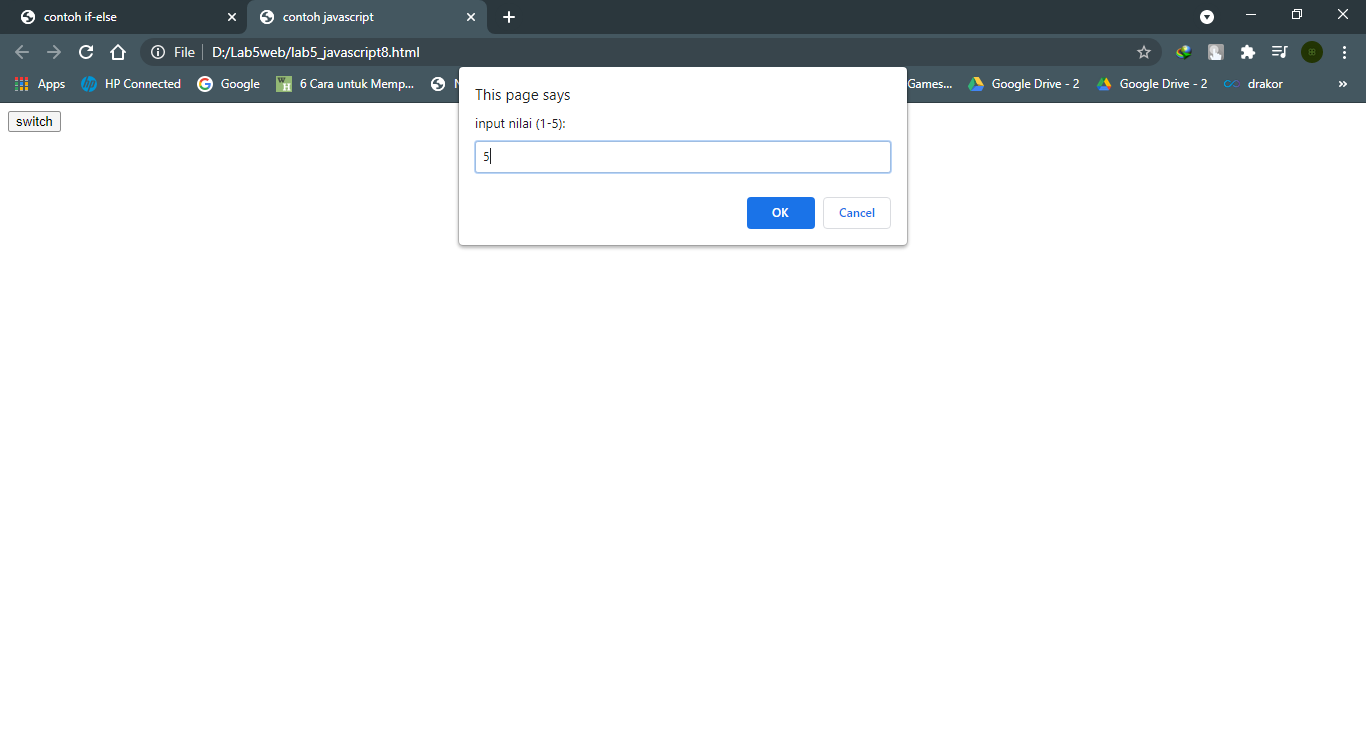 contoh if-else
contoh javascript
File
D:/Lab5web/lab5_javascript8.html
Apps
HP Connected
Google
6 Cara untuk Memp...
Games...
Google Drive - 2
Google Drive - 2
drakor
switch
This page says
input nilai (1-5):
5
OK
Cancel